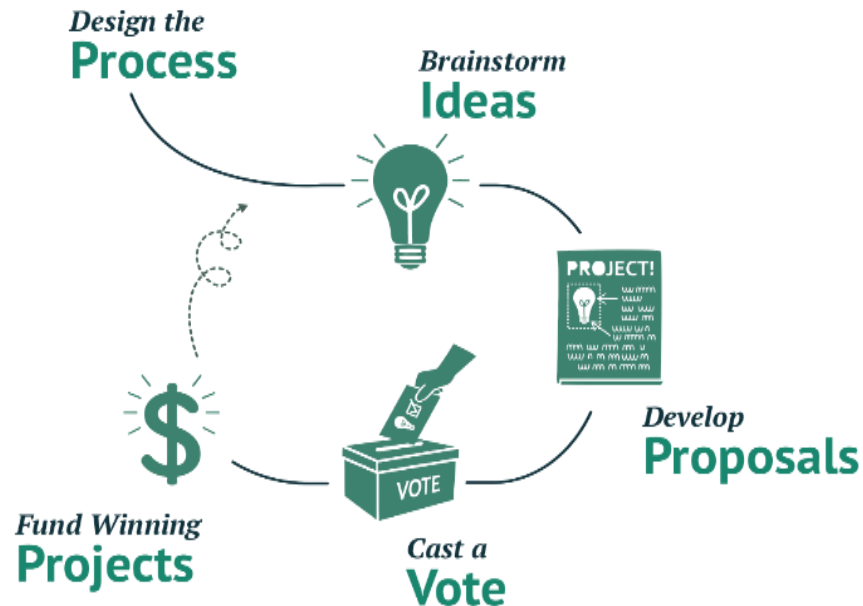 Design the
Process
Brainstorm
Ideas
PROJECT!
Develop
Proposals
VOTE
Cast a
Vote
Fund Winning
Projects